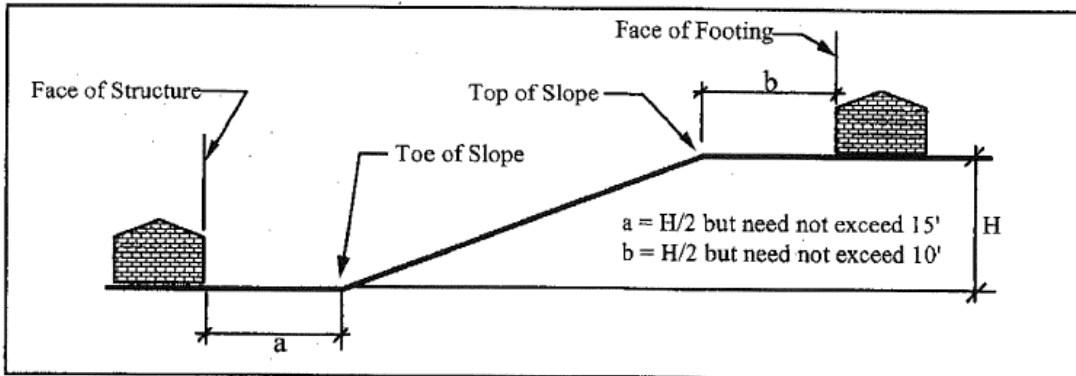 Face of Footing
Face of Structure
b
Top of Slope
Toe of Slope
a = H/2 but need not exceed 15'
H
b = H/2 but need not exceed 10'
a